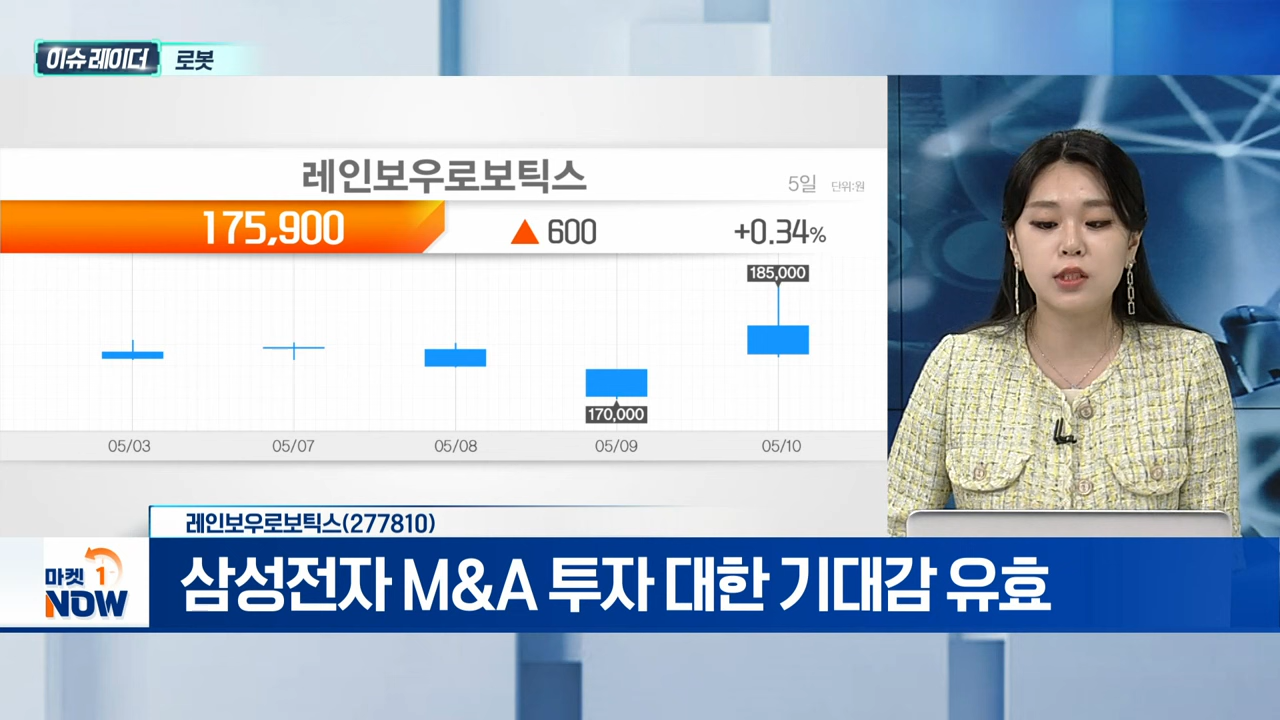 이슈 레이더 로봇
레인보우로보틱스
5일 단위:원
175,900 ▲ 600 +0.34%
185,000
170,000
05/03 05/07 05/08 05/09 05/10
레인보우로보틱스(277810)
마켓 1
NOW
삼성전자 M&A 투자 대한 기대감 유효